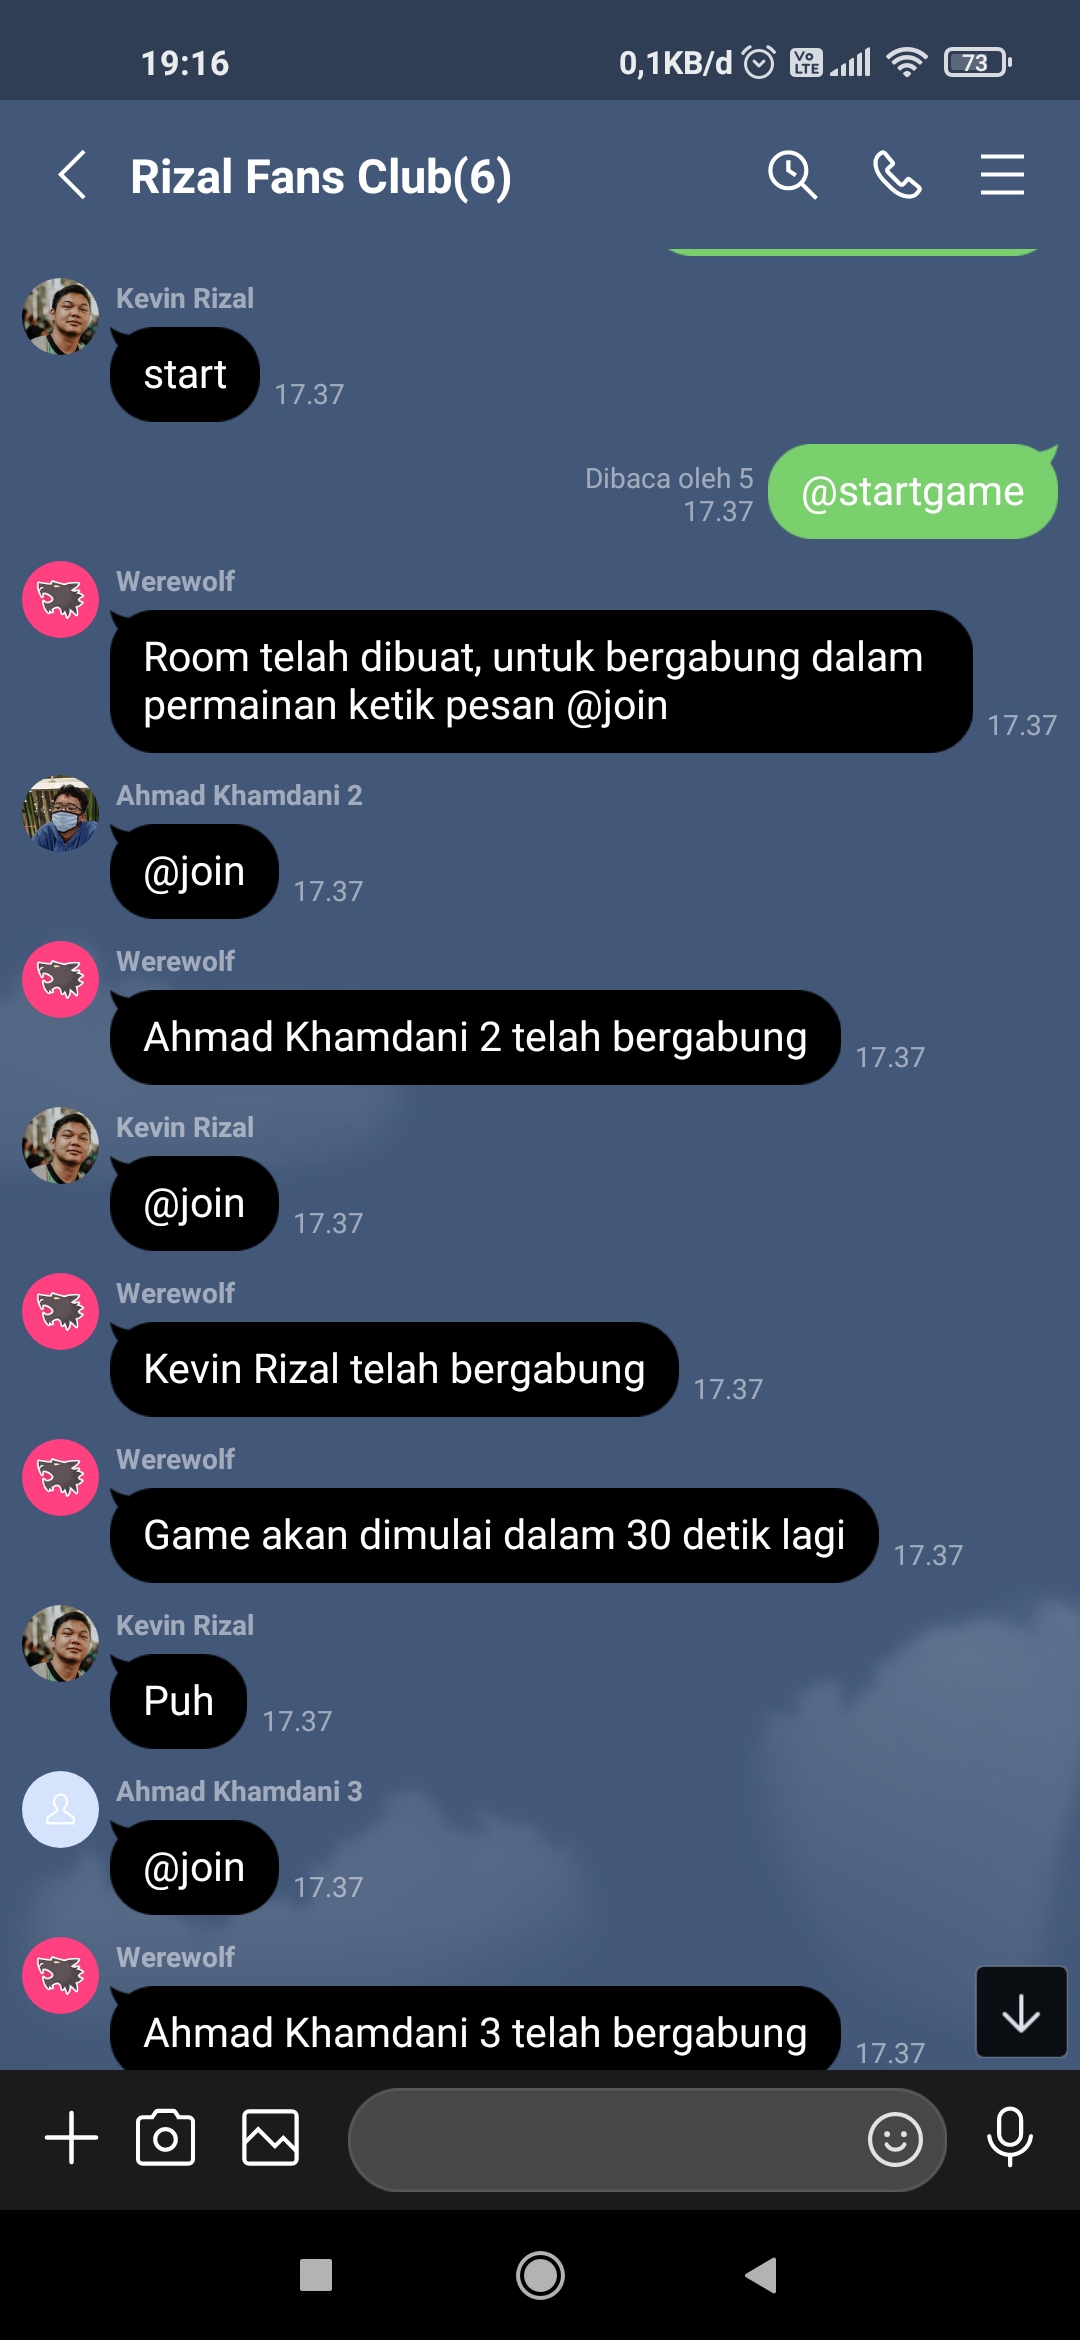 19:16
0,1KB/d
Vo
LTE
73
Rizal Fans Club(6)
Kevin Rizal
start
17.37
Dibaca oleh 5
17.37
@startgame
Werewolf
Room telah dibuat, untuk bergabung dalam
permainan ketik pesan @join
17.37
Ahmad Khamdani 2
@join
17.37
Werewolf
Ahmad Khamdani 2 telah bergabung
17.37
Kevin Rizal
@join
17.37
Werewolf
Kevin Rizal telah bergabung
17.37
Werewolf
Game akan dimulai dalam 30 detik lagi
17.37
Kevin Rizal
Puh
17.37
Ahmad Khamdani 3
@join
17.37
Werewolf
Ahmad Khamdani 3 telah bergabung
17.37